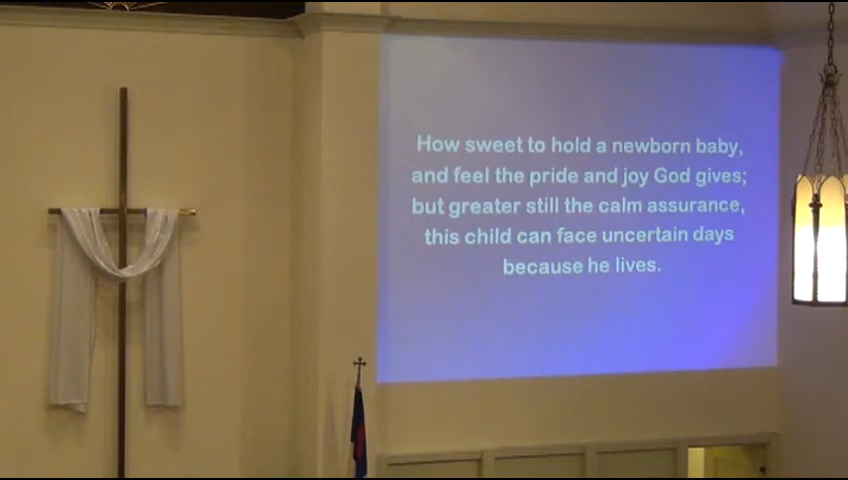 How sweet to hold a newborn baby,
and feel the pride and joy God gives;
but greater still the calm assurance,
this child can face uncertain days
because he lives.